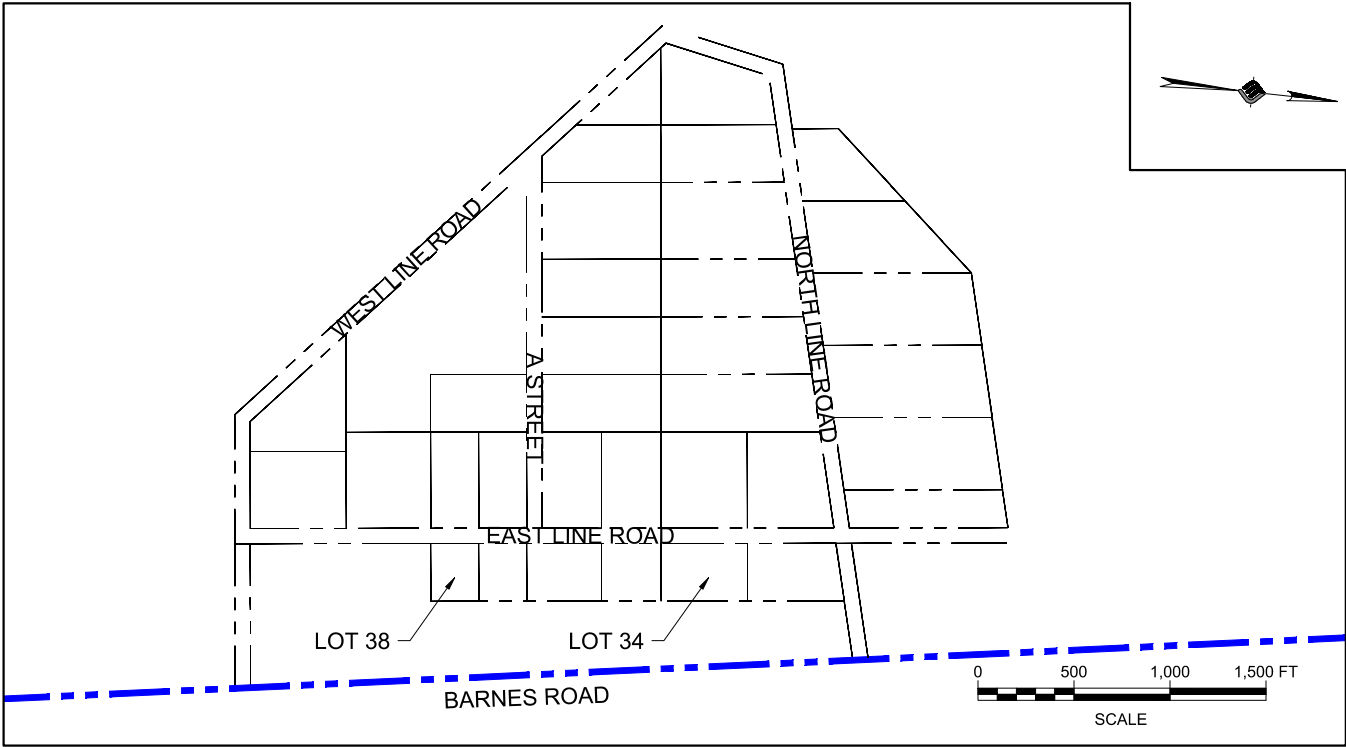 WEST LINE ROAD
NORTH LINE ROAD
A STREET
EAST LINE ROAD
LOT 38
LOT 34
BARNES ROAD
0 500 1,000 1,500 FT
SCALE